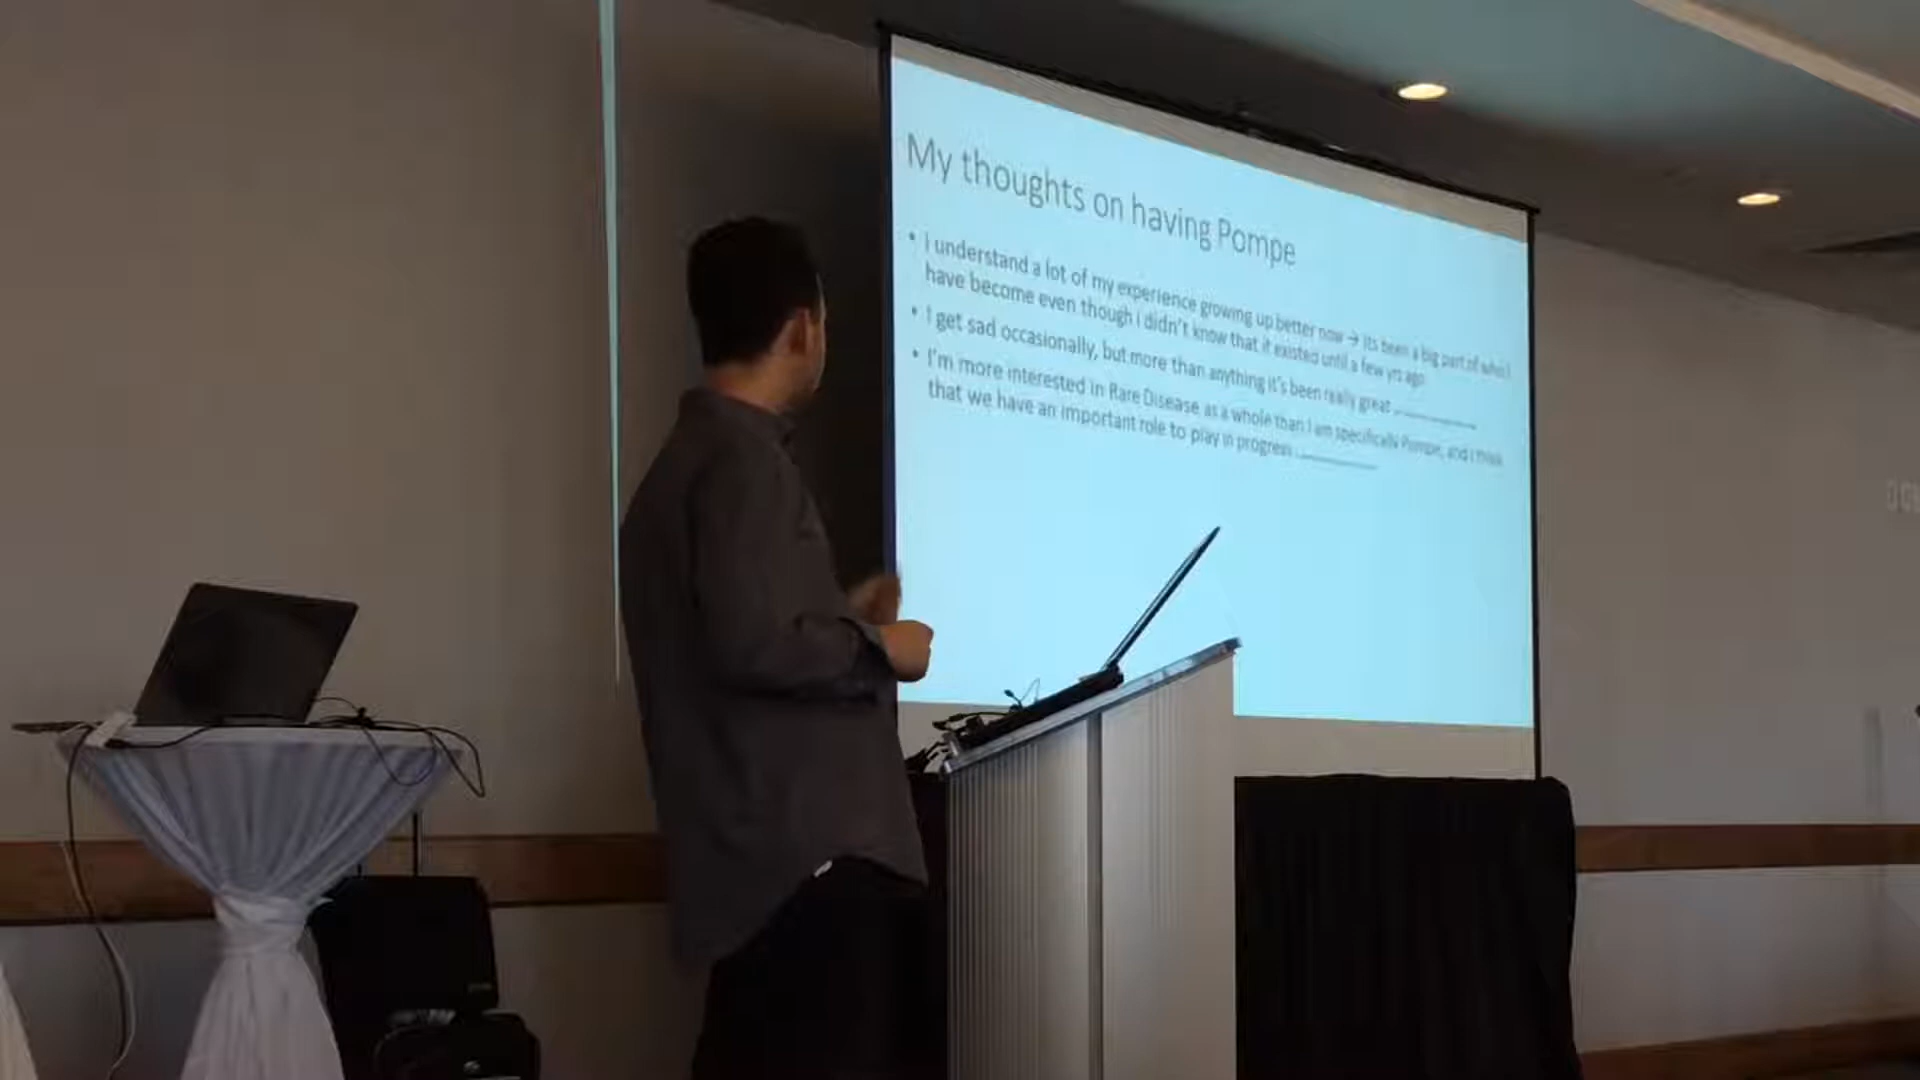 My thoughts on having Pompe
• I understand a lot of my experience growing up better now → its been a big part of who I
have become even though I didn't know that it existed until a few yrs ago
• I get sad occasionally, but more than anything it's been really great ...__________
• I'm more interested in Rare Disease as a whole than I am specifically Pompe, and I think
that we have an important role to play in progress ...__________